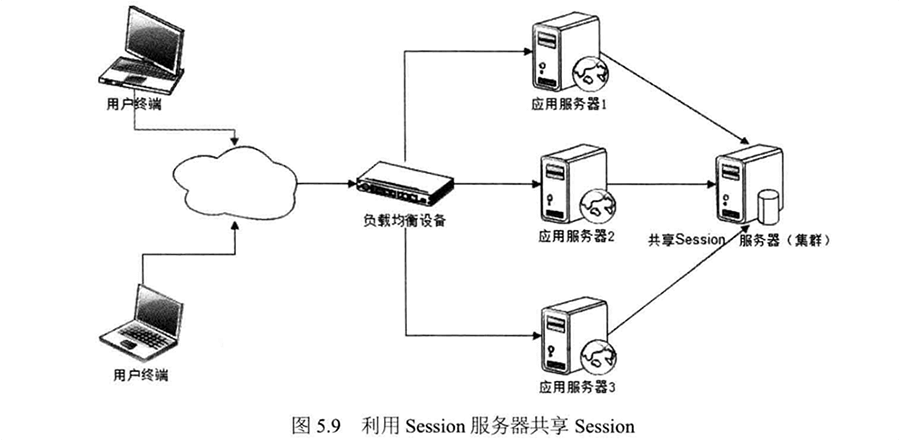 用户终端
应用服务器1
负载均衡设备
应用服务器2
共享Session 服务器（集群）
用户终端
应用服务器3
图 5.9 利用 Session 服务器共享 Session